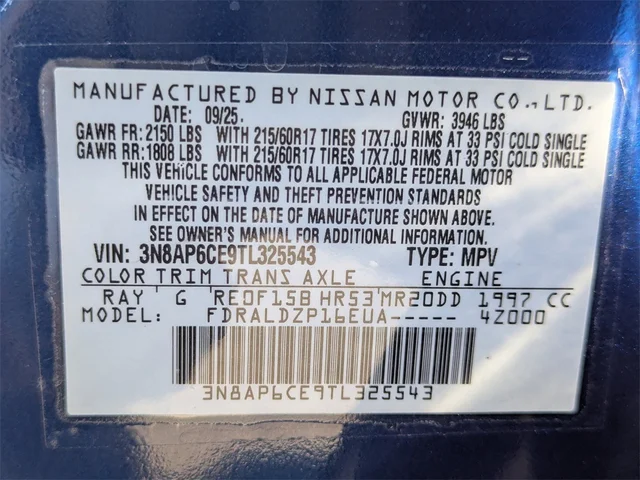 MANUFACTURED BY NISSAN MOTOR CO., LTD.
DATE: 09/25. GVWR: 3946 LBS
GAWR FR: 2150 LBS WITH 215/60R17 TIRES 17X7.0J RIMS AT 33 PSI COLD SINGLE
GAWR RR: 1808 LBS WITH 215/60R17 TIRES 17X7.0J RIMS AT 33 PSI COLD SINGLE
THIS VEHICLE CONFORMS TO ALL APPLICABLE FEDERAL MOTOR
VEHICLE SAFETY AND THEFT PREVENTION STANDARDS
IN EFFECT ON THE DATE OF MANUFACTURE SHOWN ABOVE.
SEE OWNER'S MANUAL FOR ADDITIONAL INFORMATION.
VIN: 3N8AP6CE9TL325543 TYPE: MPV
COLOR TRIM TRANS AXLE ENGINE
RAY G RE0F15B HR53 MR20DD 1997 CC
MODEL: FDRALDZP16EUA----- 4Z000
3N8AP6CE9TL325543